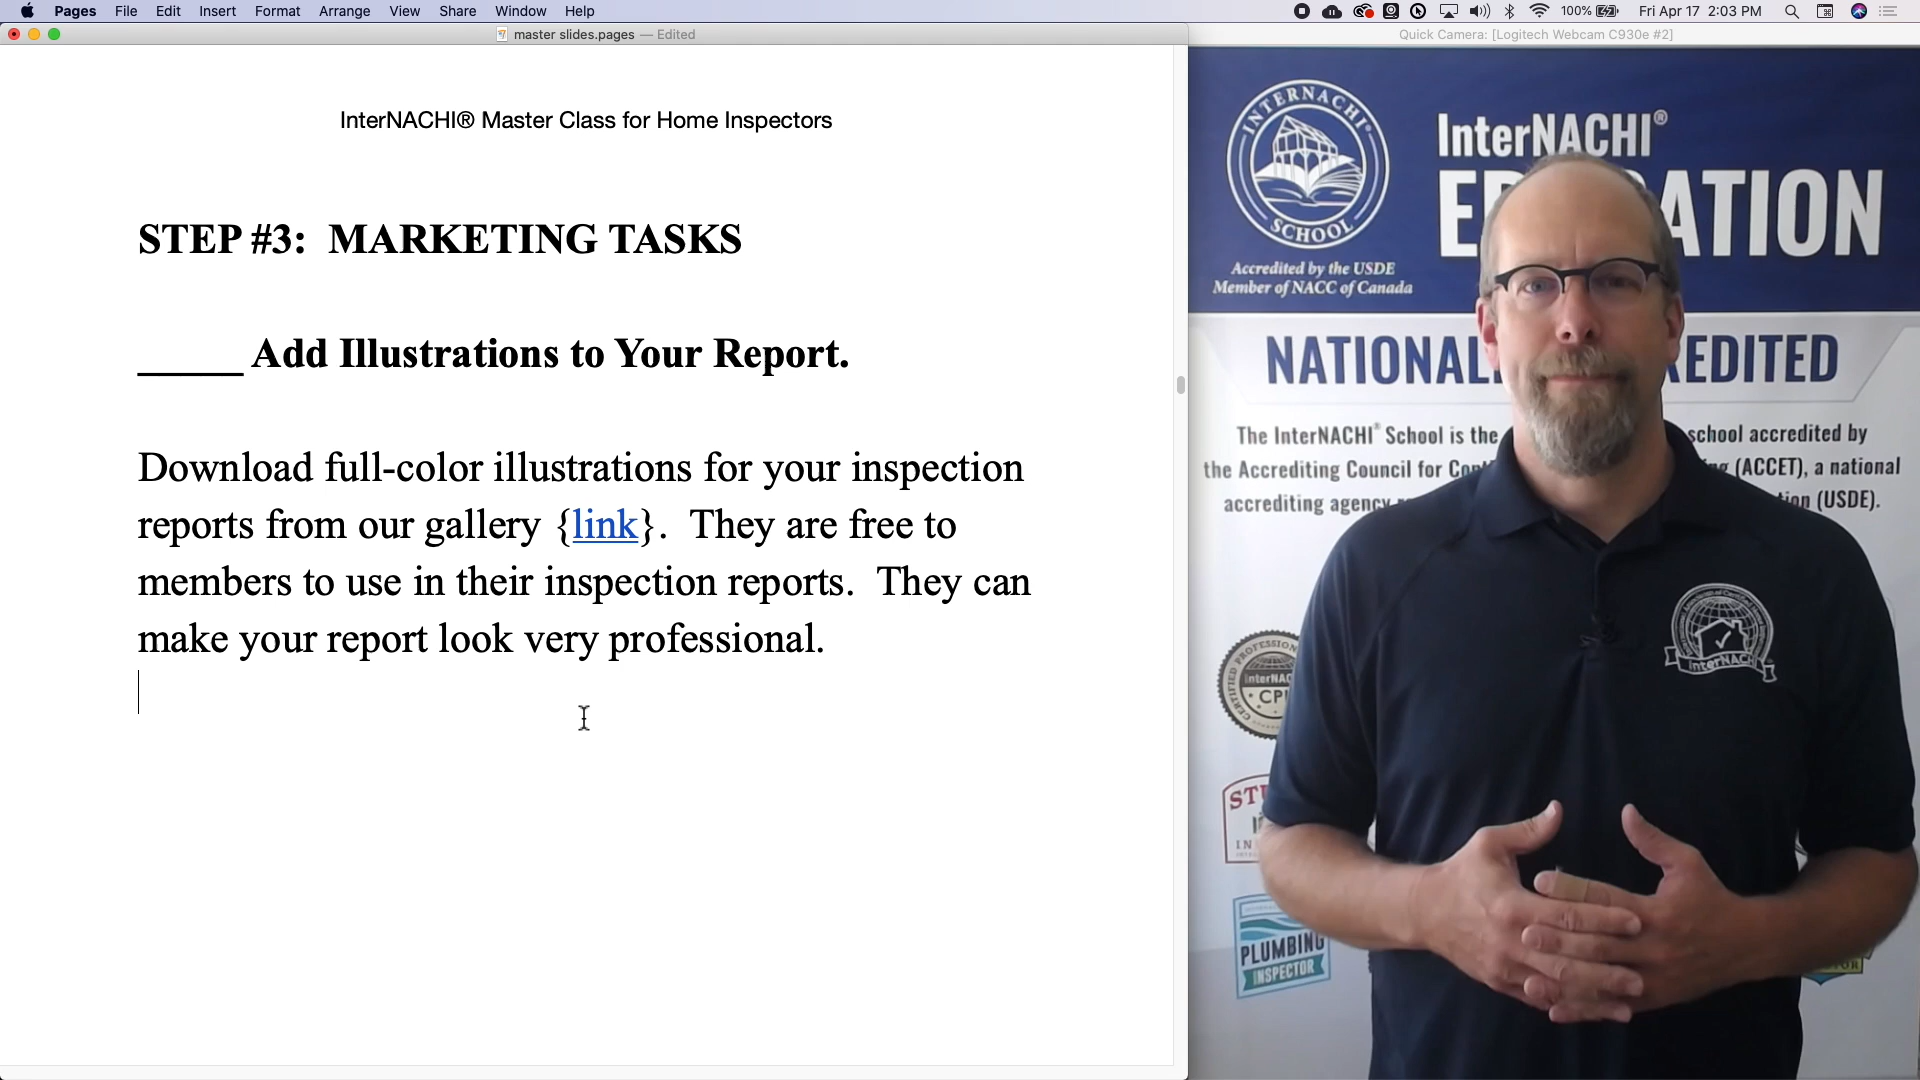 Pages File Edit Insert Format Arrange View Share Window Help
100% Fri Apr 17 2:03 PM
master slides.pages — Edited
Quick Camera: [Logitech Webcam C930e #2]
InterNACHI® Master Class for Home Inspectors
STEP #3: MARKETING TASKS
_____ Add Illustrations to Your Report.
Download full-color illustrations for your inspection
reports from our gallery {link}. They are free to
members to use in their inspection reports. They can
make your report look very professional.
INTERNACHI
SCHOOL
Accredited by the USDE
Member of NACC of Canada
InterNACHI®
ED ATION
NATIONAL EDITED
The InterNACHI® School is the school accredited by
the Accrediting Council for (ACCET), a national
accrediting agency (USDE).
InterNACHI
PLUMBING
INSPECTOR